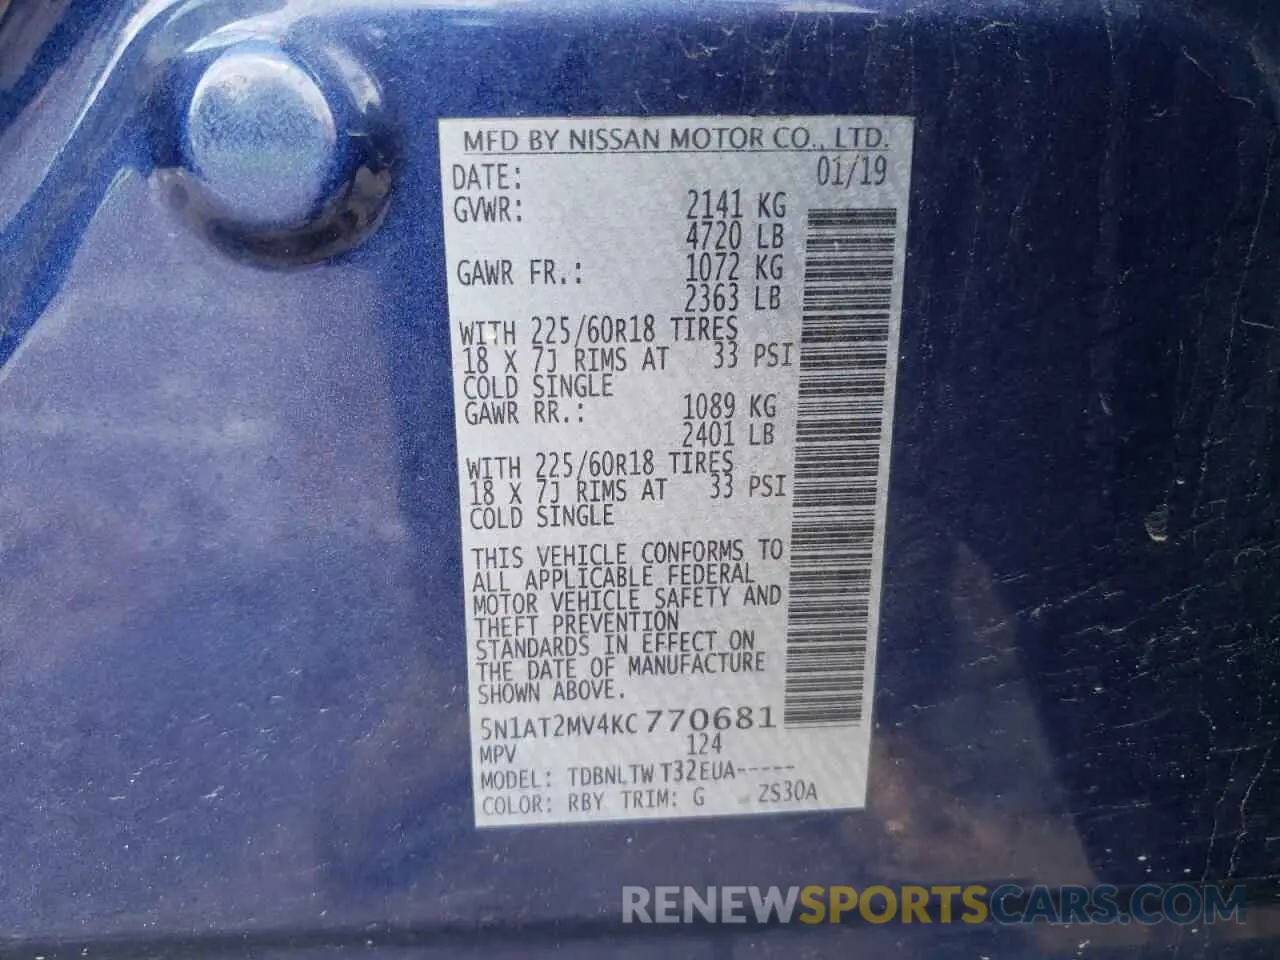 MFD BY NISSAN MOTOR CO., LTD.
DATE: 01/19
GVWR: 2141 KG
4720 LB
GAWR FR.: 1072 KG
2363 LB
WITH 225/60R18 TIRES
18 X 7J RIMS AT 33 PSI
COLD SINGLE
GAWR RR.: 1089 KG
2401 LB
WITH 225/60R18 TIRES
18 X 7J RIMS AT 33 PSI
COLD SINGLE
THIS VEHICLE CONFORMS TO
ALL APPLICABLE FEDERAL
MOTOR VEHICLE SAFETY AND
THEFT PREVENTION
STANDARDS IN EFFECT ON
THE DATE OF MANUFACTURE
SHOWN ABOVE.
5N1AT2MV4KC770681
MPV 124
MODEL: TDBNLTW T32EUA-----
COLOR: RBY TRIM: G ZS30A
RENEWSPORTSCARS.COM